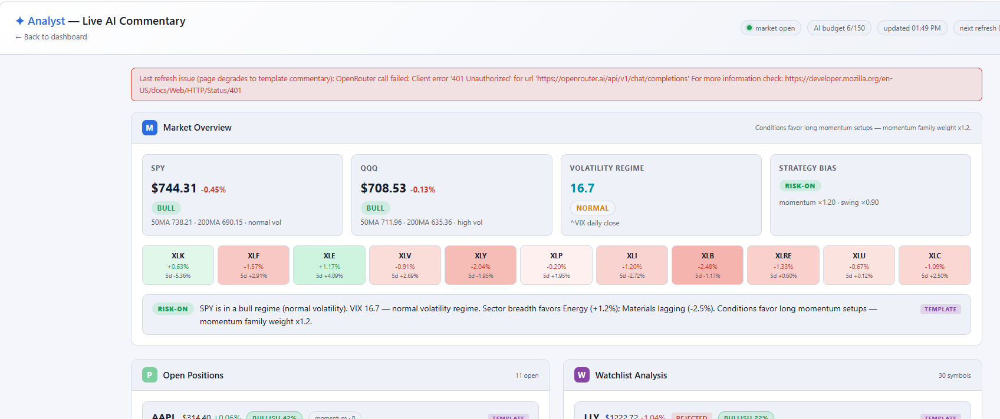 ✦ Analyst — Live AI Commentary
← Back to dashboard
market open
AI budget 6/150
updated 01:49 PM
next refresh
Last refresh issue (page degrades to template commentary): OpenRouter call failed: Client error '401 Unauthorized' for url 'https://openrouter.ai/api/v1/chat/completions' For more information check: https://developer.mozilla.org/en-
US/docs/Web/HTTP/Status/401
M Market Overview
Conditions favor long momentum setups — momentum family weight x1.2.
SPY
$744.31 -0.45%
BULL
50MA 738.21 · 200MA 690.15 · normal vol
QQQ
$708.53 -0.13%
BULL
50MA 711.96 · 200MA 635.36 · high vol
VOLATILITY REGIME
16.7
NORMAL
^VIX daily close
STRATEGY BIAS
RISK-ON
momentum ×1.20 · swing ×0.90
XLK
+0.63%
5d -5.36%
XLF
-1.57%
5d +2.91%
XLE
+1.17%
5d +4.09%
XLV
-0.91%
5d +2.69%
XLY
-2.04%
5d -1.95%
XLP
-0.20%
5d +1.95%
XLI
-1.20%
5d -2.72%
XLB
-2.48%
5d -1.17%
XLRE
-1.33%
5d +0.60%
XLU
-0.67%
5d +0.12%
XLC
-1.09%
5d +2.50%
RISK-ON
SPY is in a bull regime (normal volatility). VIX 16.7 — normal volatility regime. Sector breadth favors Energy (+1.2%); Materials lagging (-2.5%). Conditions favor long momentum setups —
momentum family weight x1.2.
TEMPLATE
P Open Positions
11 open
AAPL $314.40 +0.06% BULLISH 42% momentum · B TEMPLATE
W Watchlist Analysis
30 symbols
LLY $1222.72 -1.04% REJECTED BULLISH 22% TEMPLATE